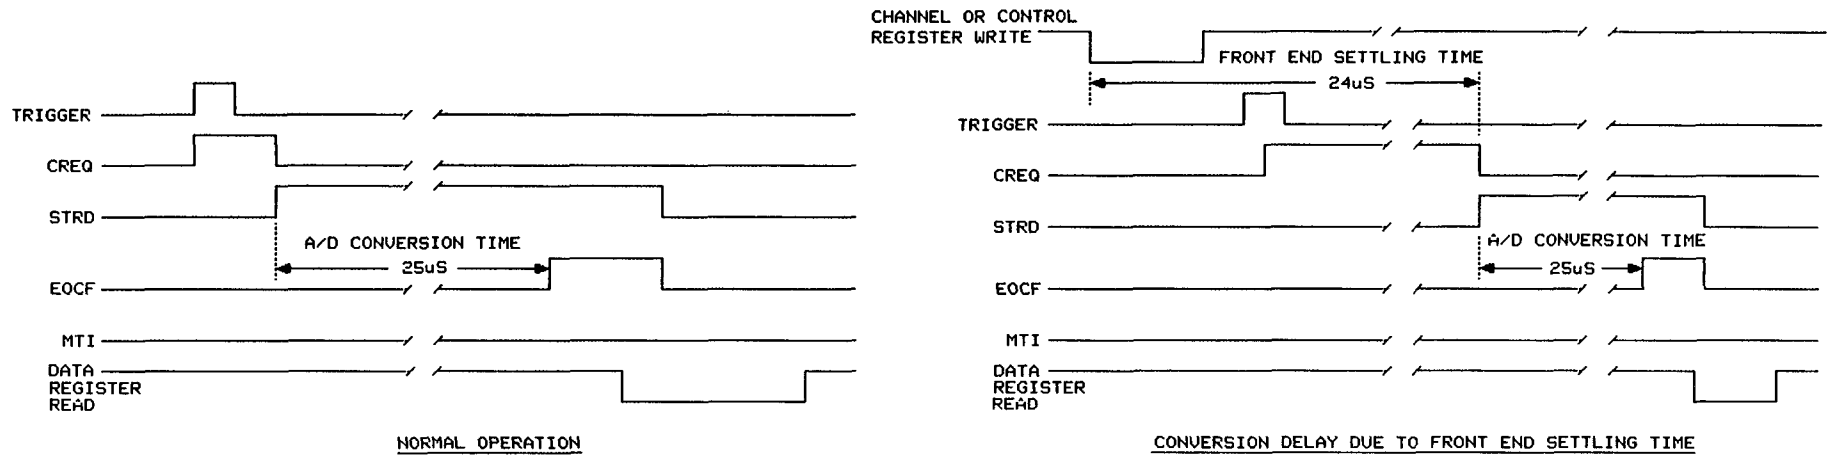 TRIGGER
CREQ
STRD
A/D CONVERSION TIME
25uS
EOCF
MTI
DATA
REGISTER
READ
NORMAL OPERATION
CHANNEL OR CONTROL
REGISTER WRITE
FRONT END SETTLING TIME
24uS
TRIGGER
CREQ
STRD
A/D CONVERSION TIME
25uS
EOCF
MTI
DATA
REGISTER
READ
CONVERSION DELAY DUE TO FRONT END SETTLING TIME